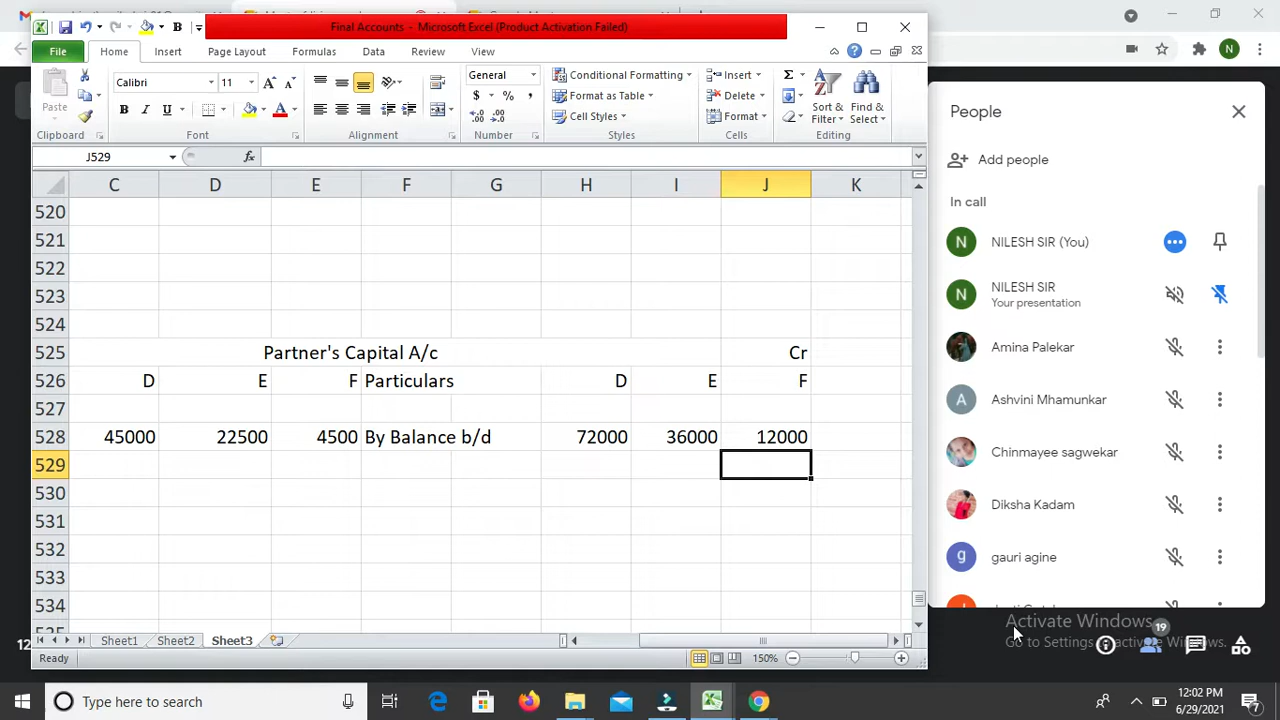 Final Accounts - Microsoft Excel (Product Activation Failed)
File Home Insert Page Layout Formulas Data Review View
Paste
Calibri 11
General
Conditional Formatting
Format as Table
Cell Styles
Insert
Delete
Format
Sort &
Filter
Find &
Select
Clipboard Font Alignment Number Styles Cells Editing
J529
fx
C D E F G H I J K
520
521
522
523
524
525 Partner's Capital A/c Cr
526 D E F Particulars D E F
527
528 45000 22500 4500 By Balance b/d 72000 36000 12000
529
530
531
532
533
534
Sheet1 Sheet2 Sheet3
Ready 150%
People
Add people
In call
N NILESH SIR (You)
N NILESH SIR
Your presentation
Amina Palekar
A Ashvini Mhamunkar
Chinmayee sagwekar
Diksha Kadam
g gauri agine
Activate Windows
Go to Settings to activate Windows.
19
12
N
Type here to search
12:02 PM
6/29/2021
7